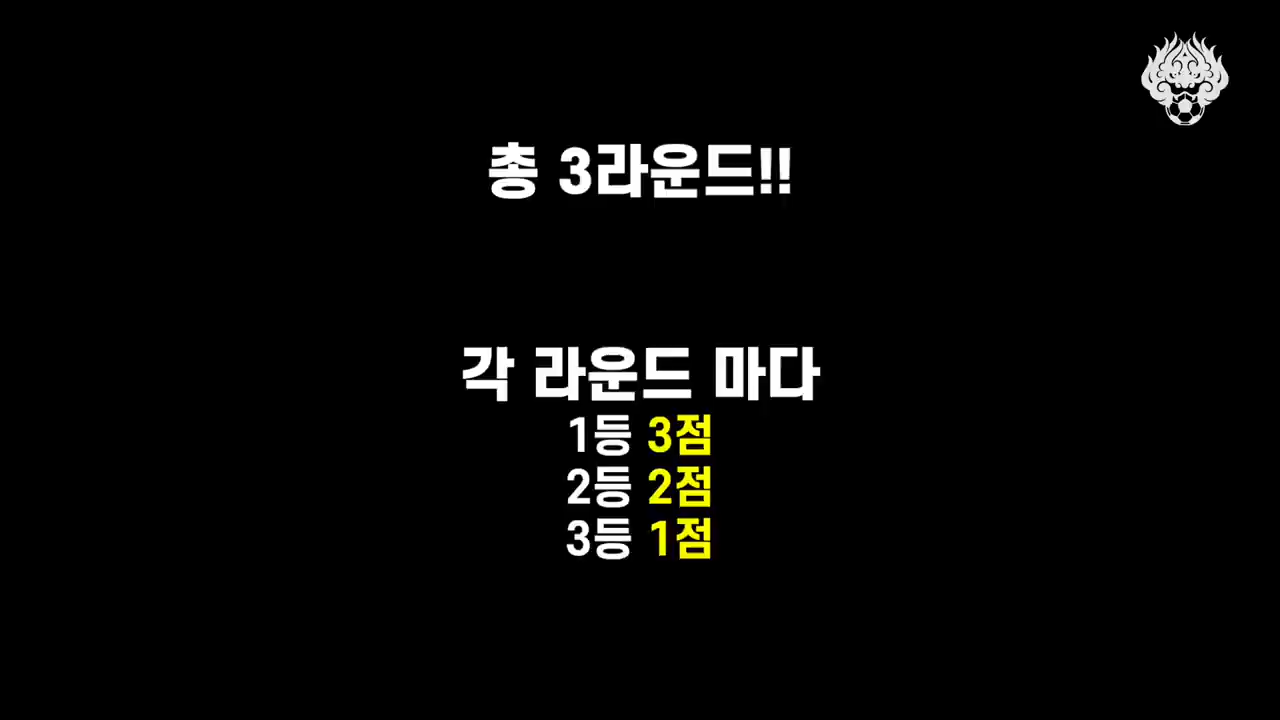 총 3라운드!!
각 라운드 마다
1등 3점
2등 2점
3등 1점